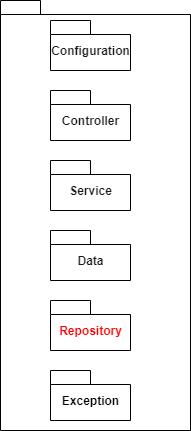 Configuration
Controller
Service
Data
Repository
Exception